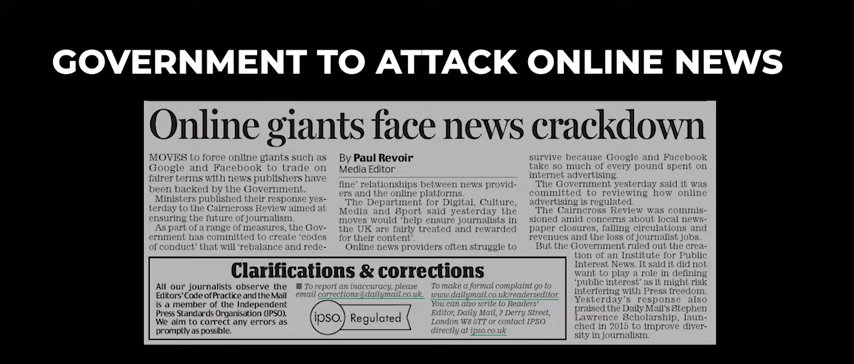 GOVERNMENT TO ATTACK ONLINE NEWS
Online giants face news crackdown
MOVES to force online giants such as
Google and Facebook to trade on
fairer terms with news publishers have
been backed by the Government.
Ministers published their response yes-
terday to the Cairncross Review aimed at
ensuring the future of journalism.
As part of a range of measures, the Gov-
ernment has committed to create 'codes
of conduct' that will 'rebalance and rede-
By Paul Revoir
Media Editor
fine' relationships between news provid-
ers and the online platforms.
The Department for Digital, Culture,
Media and Sport said yesterday the
moves would 'help ensure journalists in
the UK are fairly treated and rewarded
for their content'.
Online news providers often struggle to
survive because Google and Facebook
take so much of every pound spent on
internet advertising.
The Government yesterday said it was
committed to reviewing how online
advertising is regulated.
The Cairncross Review was commis-
sioned amid concerns about local news-
paper closures, falling circulations and
revenues and the loss of journalist jobs.
But the Government ruled out the crea-
tion of an Institute for Public
Interest News. It said it did not
want to play a role in defining
'public interest' as it might risk
interfering with Press freedom.
Yesterday's response also
praised the Daily Mail's Stephen
Lawrence Scholarship, laun-
ched in 2015 to improve diver-
sity in journalism.
Clarifications & corrections
All our journalists observe the
Editors' Code of Practice and the Mail
is a member of the Independent
Press Standards Organisation (IPSO).
We aim to correct any errors as
promptly as possible.
■ To report an inaccuracy, please
email corrections@dailymail.co.uk.
ipso. Regulated
To make a formal complaint go to
www.dailymail.co.uk/readerseditor.
You can also write to Readers'
Editor, Daily Mail, 2 Derry Street,
London W8 5TT or contact IPSO
directly at ipso.co.uk